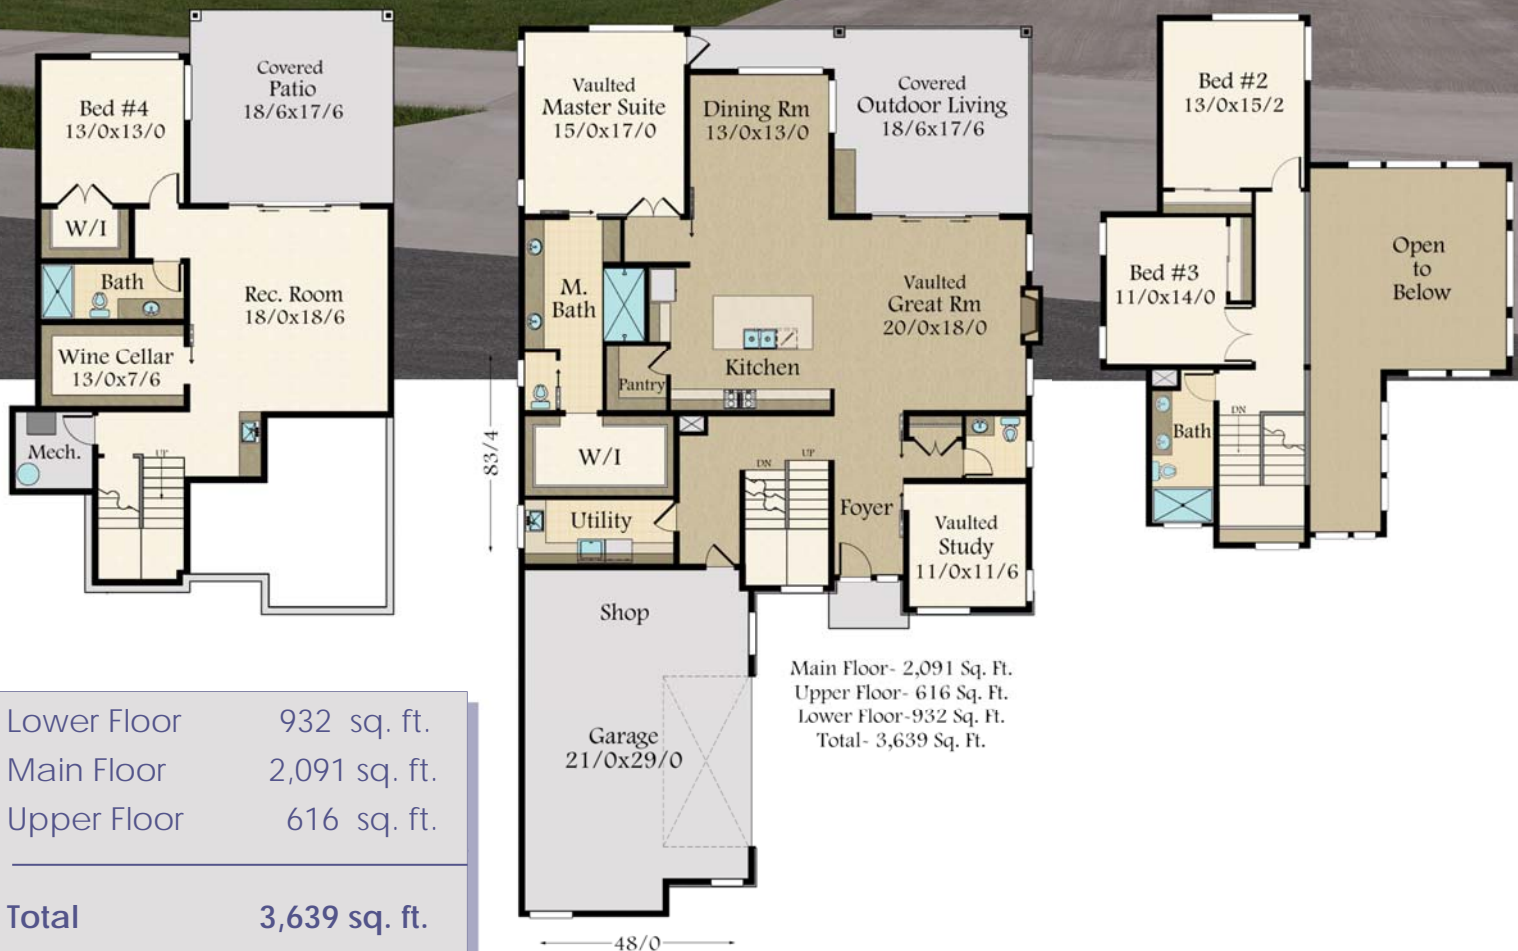 Covered
Patio
18/6x17/6
Bed #4
13/0x13/0
W/I
Bath
Rec. Room
18/0x18/6
Wine Cellar
13/0x7/6
Mech.
UP
Vaulted
Master Suite
15/0x17/0
Dining Rm
13/0x13/0
Covered
Outdoor Living
18/6x17/6
M.
Bath
Vaulted
Great Rm
20/0x18/0
Kitchen
Pantry
83/4
W/I
DN
UP
Utility
Foyer
Vaulted
Study
11/0x11/6
Shop
Garage
21/0x29/0
48/0
Bed #2
13/0x15/2
Bed #3
11/0x14/0
Open
to
Below
DN
Bath
Main Floor- 2,091 Sq. Ft.
Upper Floor- 616 Sq. Ft.
Lower Floor-932 Sq. Ft.
Total- 3,639 Sq. Ft.
Lower Floor 932 sq. ft.
Main Floor 2,091 sq. ft.
Upper Floor 616 sq. ft.
Total 3,639 sq. ft.